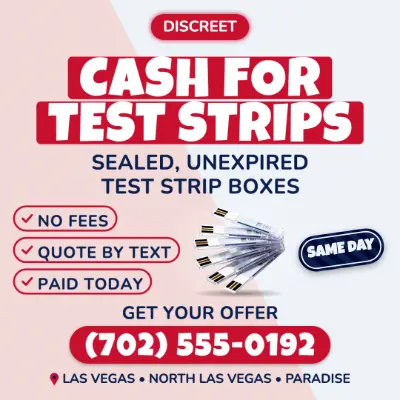 DISCREET
CASH FOR
TEST STRIPS
SEALED, UNEXPIRED
TEST STRIP BOXES
NO FEES
QUOTE BY TEXT
PAID TODAY
SAME DAY
GET YOUR OFFER
(702) 555-0192
LAS VEGAS • NORTH LAS VEGAS • PARADISE